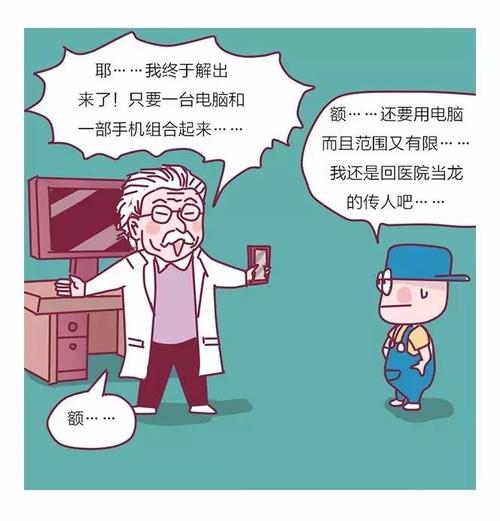 耶……我终于解出
来了！只要一台电脑和
一部手机组合起来……
额……还要用电脑
而且范围又有限……
我还是回医院当龙
的传人吧……
额……